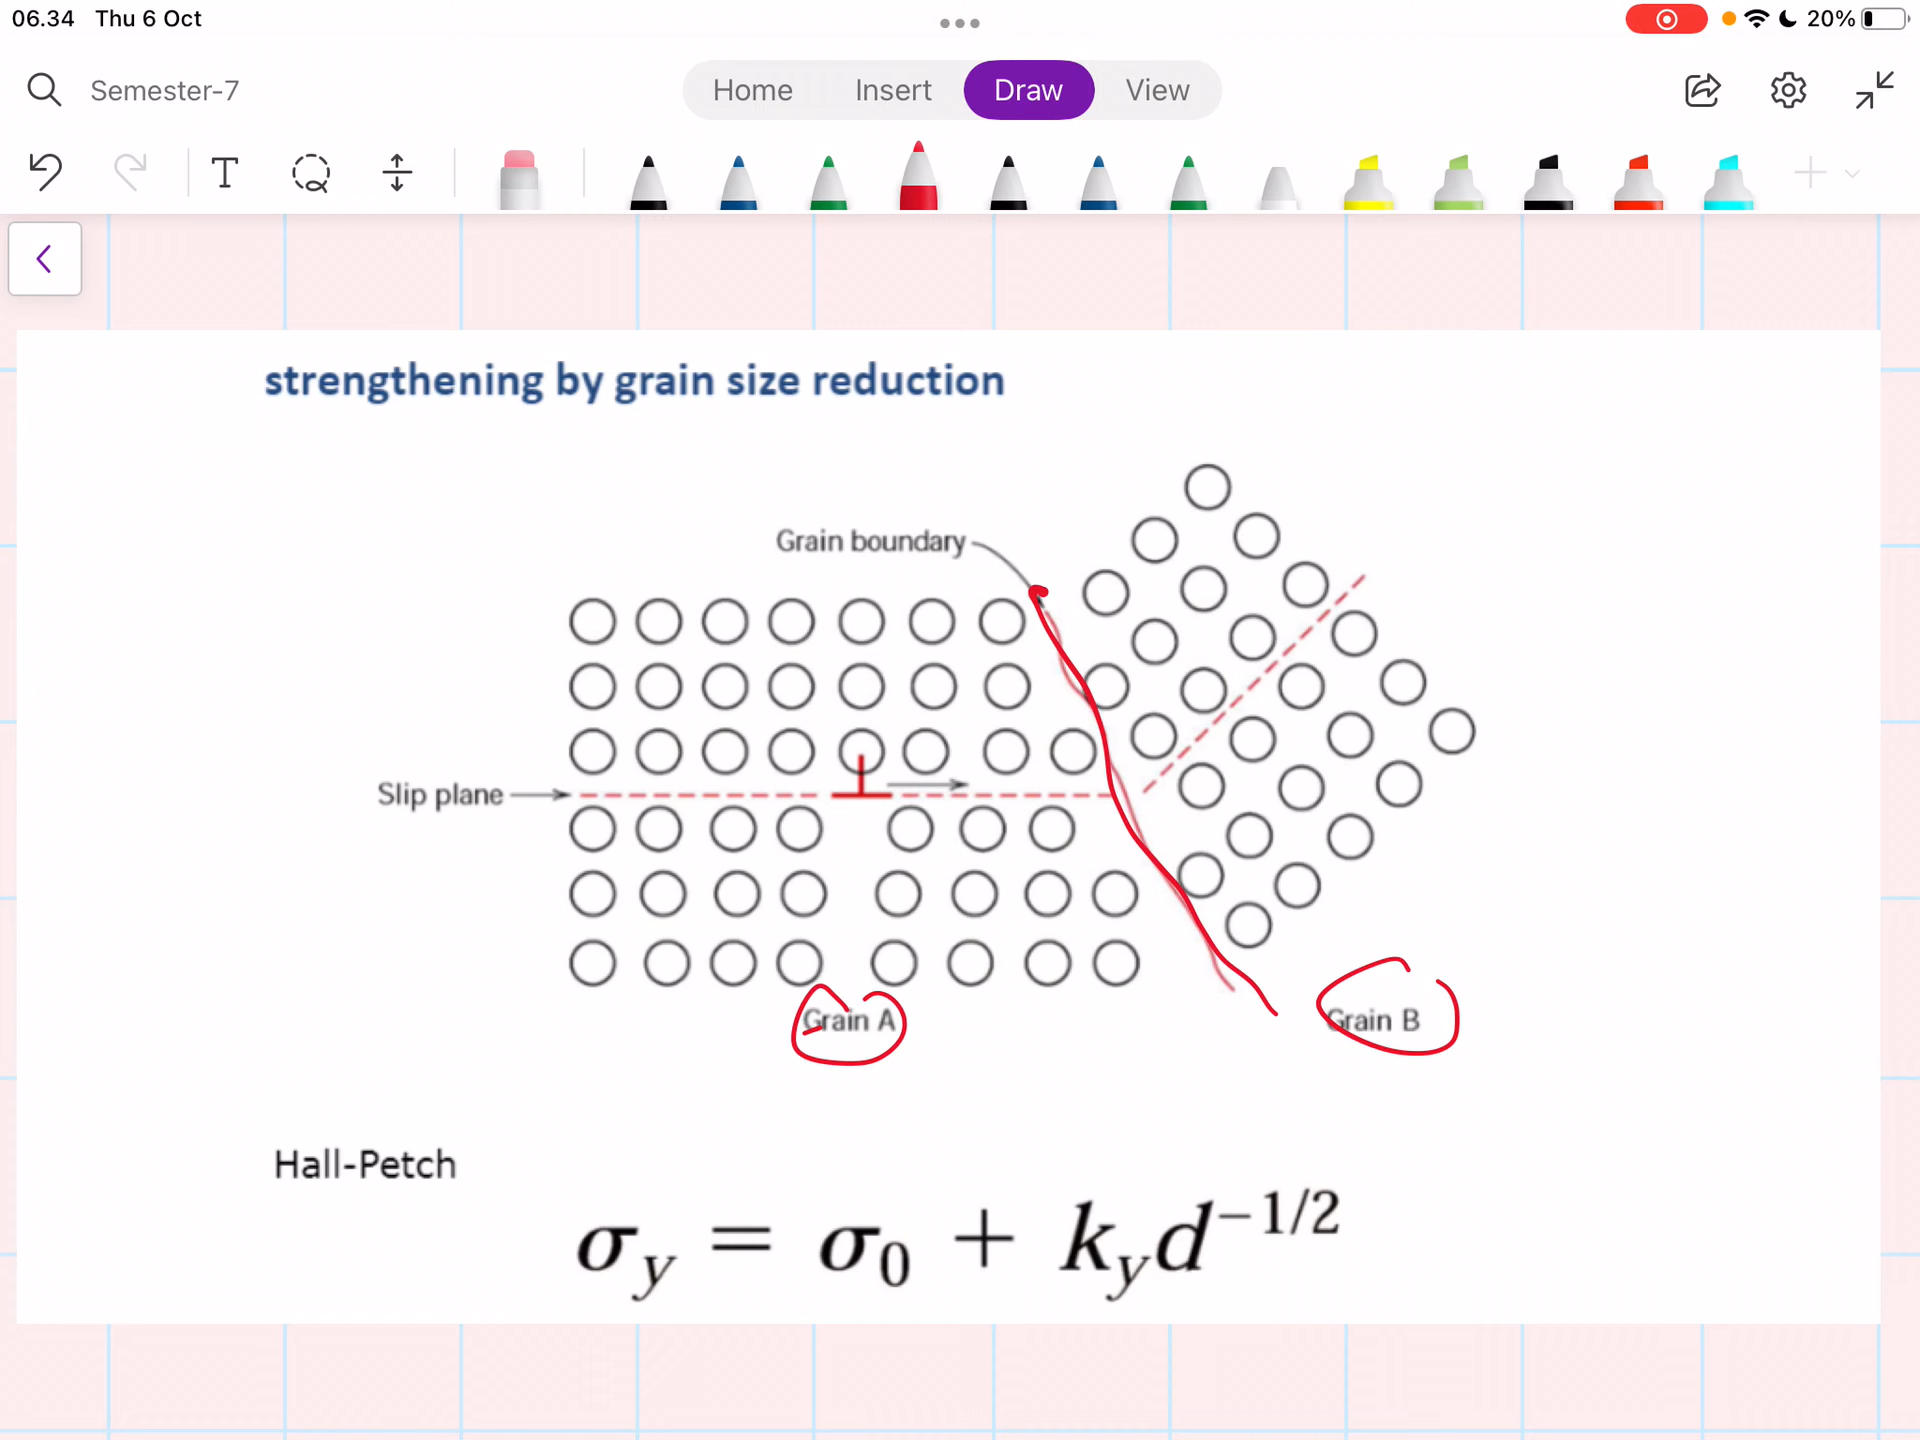 06.34 Thu 6 Oct 20%
Semester-7 Home Insert Draw View
T
strengthening by grain size reduction
Grain boundary
Slip plane
Grain A Grain B
Hall-Petch
σy = σ0 + kyd−1/2